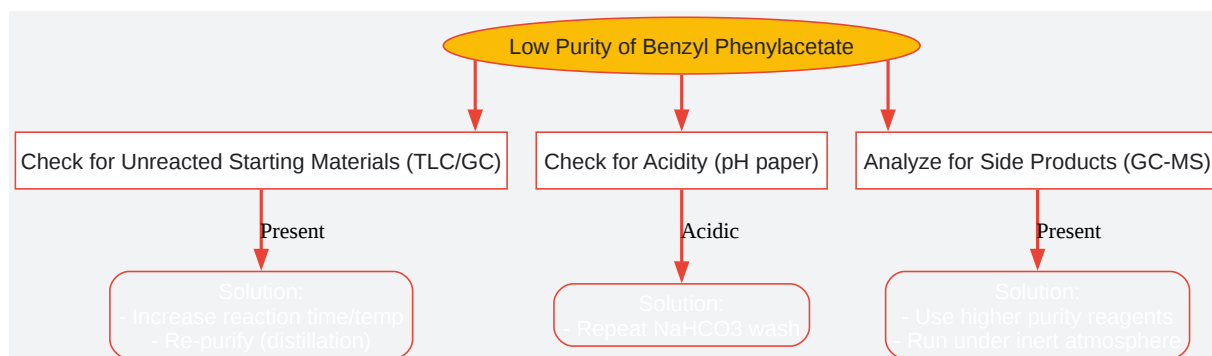 Low Purity of Benzyl Phenylacetate
Check for Unreacted Starting Materials (TLC/GC)
Check for Acidity (pH paper)
Analyze for Side Products (GC-MS)
Present
Acidic
Present
Solution:
- Increase reaction time/temp
- Re-purify (distillation)
Solution:
- Repeat NaHCO3 wash
Solution:
- Use higher purity reagents
- Run under inert atmosphere